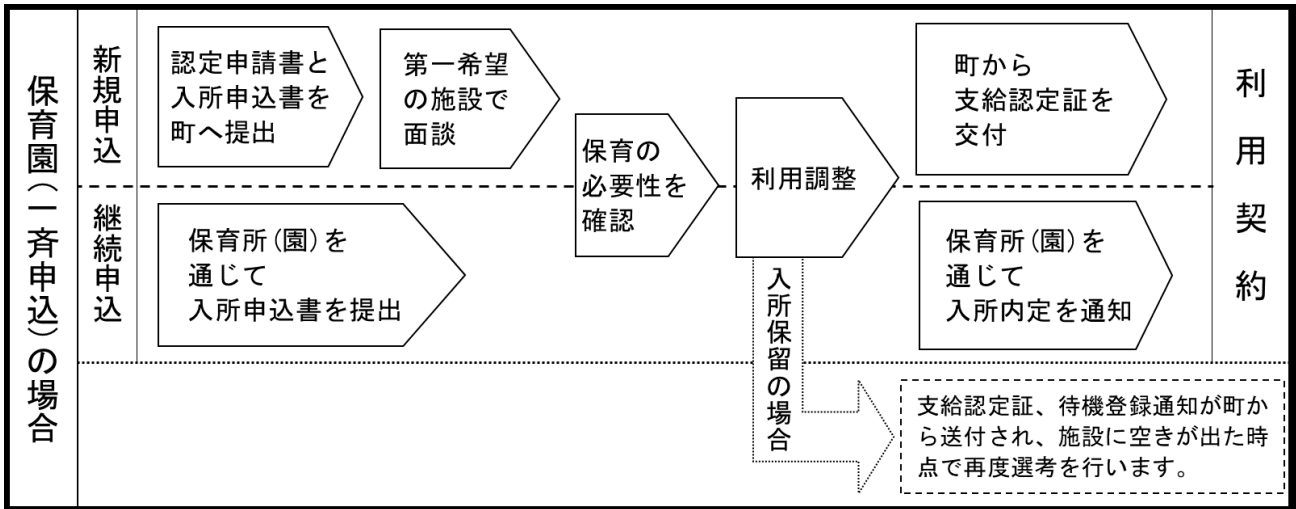 保育園(一斉申込)の場合
新規申込
認定申請書と
入所申込書を
町へ提出
第一希望
の施設で
面談
保育の
必要性を
確認
利用調整
町から
支給認定証を
交付
利用契約
継続申込
保育所(園)を
通じて
入所申込書を提出
保育所(園)を
通じて
入所内定を通知
入所保留の場合
支給認定証、待機登録通知が町か
ら送付され、施設に空きが出た時
点で再度選考を行います。